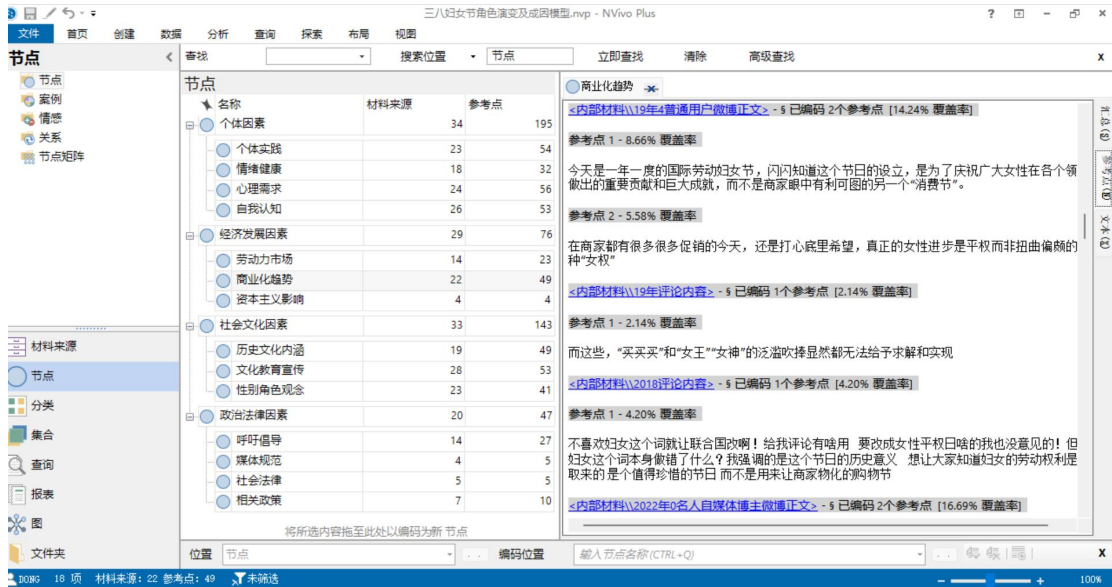 三八妇女节角色演变及成因模型.nvp - NVivo Plus
文件 首页 创建 数据 分析 查询 探索 布局 视图
节点
节点
案例
情感
关系
节点矩阵
材料来源
节点
分类
集合
查询
报表
图
文件夹
查找 搜索位置 节点 立即查找 清除 高级查找 x
节点
名称 材料来源 参考点
个体因素 34 195
个体实践 23 54
情绪健康 18 32
心理需求 24 56
自我认知 26 53
经济发展因素 29 76
劳动力市场 14 23
商业化趋势 22 49
资本主义影响 4 4
社会文化因素 33 143
历史文化内涵 19 49
文化教育宣传 28 53
性别角色观念 23 41
政治法律因素 20 47
呼吁倡导 14 27
媒体规范 4 5
社会法律 5 5
相关政策 7 10
将所选内容拖至此处以编码为新 节点
商业化趋势
<内部材料\\19年4普通用户微博正文> - § 已编码 2个参考点 [14.24% 覆盖率]
参考点 1 - 8.66% 覆盖率
今天是一年一度的国际劳动妇女节，闪闪知道这个节日的设立，是为了庆祝广大女性在各个领
做出的重要贡献和巨大成就，而不是商家眼中有利可图的另一个“消费节”。
参考点 2 - 5.58% 覆盖率
在商家都有很多很多促销的今天，还是打心底里希望，真正的女性进步是平权而非扭曲偏颇的
种“女权”
<内部材料\\19年评论内容> - § 已编码 1个参考点 [2.14% 覆盖率]
参考点 1 - 2.14% 覆盖率
而这些，“买买买”和“女王”“女神”的泛滥吹捧显然都无法给予求解和实现
<内部材料\\2018评论内容> - § 已编码 1个参考点 [4.20% 覆盖率]
参考点 1 - 4.20% 覆盖率
不喜欢妇女这个词就让联合国改啊！给我评论有啥用 要改成女性平权日啥的我也没意见的！但
妇女这个词本身做错了什么？我强调的是这个节日的历史意义 想让大家知道妇女的劳动权利是
取来的 是个值得珍惜的节日 而不是用来让商家物化的购物节
<内部材料\\2022年0名人自媒体博主微博正文> - § 已编码 2个参考点 [16.69% 覆盖率]
汇总(S)
参考点(W)
文本(D)
位置 节点 编码位置 输入节点名称(CTRL+Q) X
DONG 18 项 材料来源: 22 参考点: 49 未筛选 100%